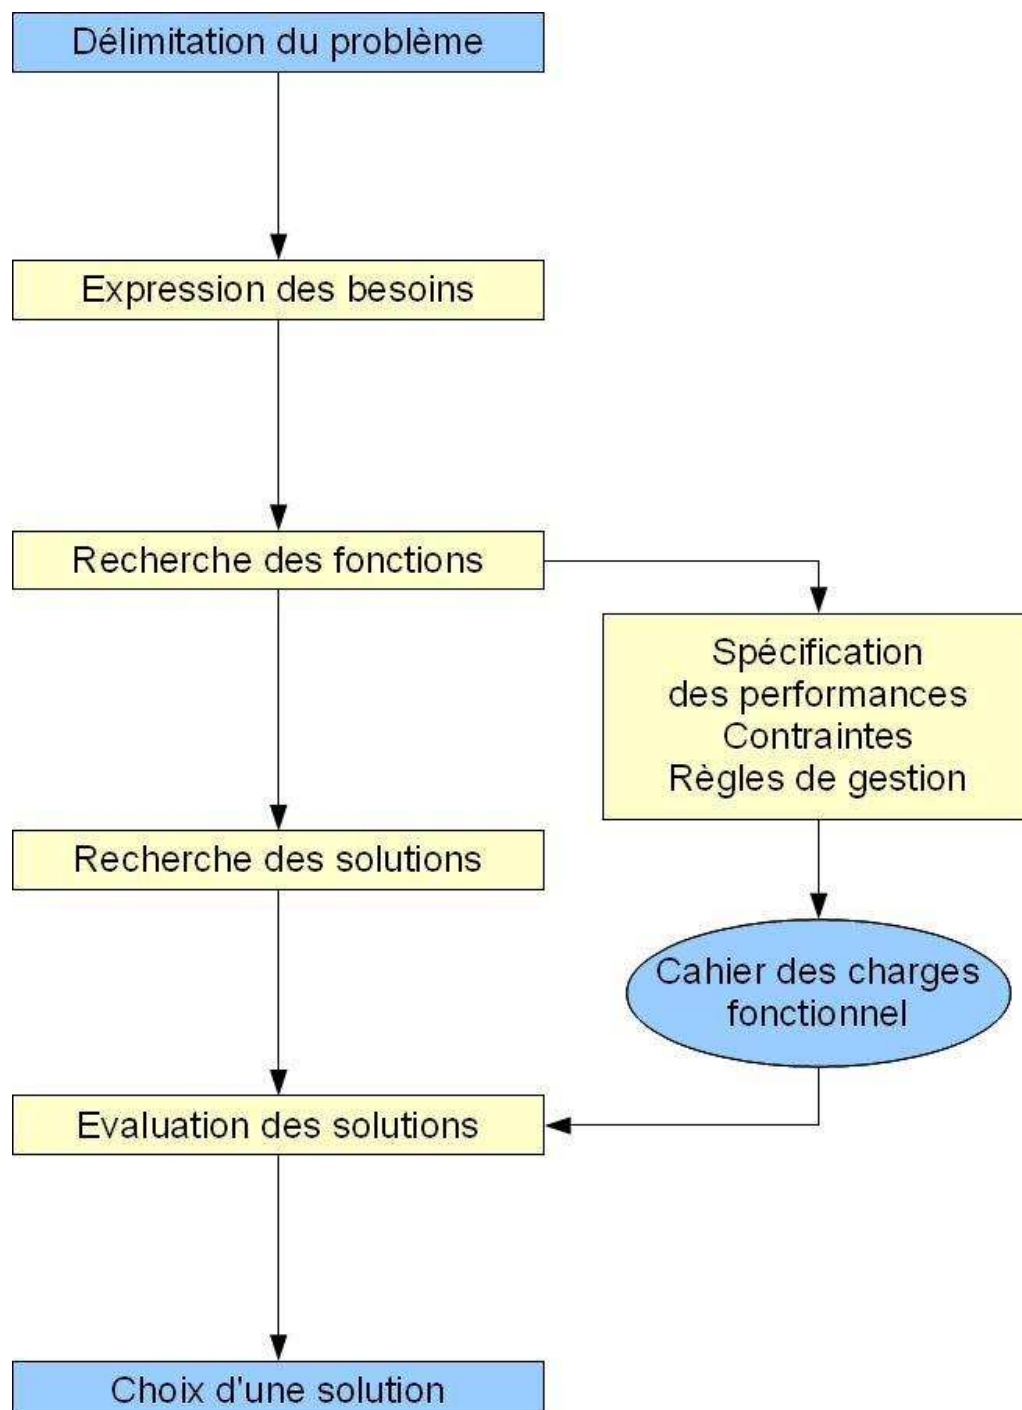 Délimitation du problème
Expression des besoins
Recherche des fonctions
Spécification
des performances
Contraintes
Règles de gestion
Recherche des solutions
Cahier des charges
fonctionnel
Evaluation des solutions
Choix d'une solution